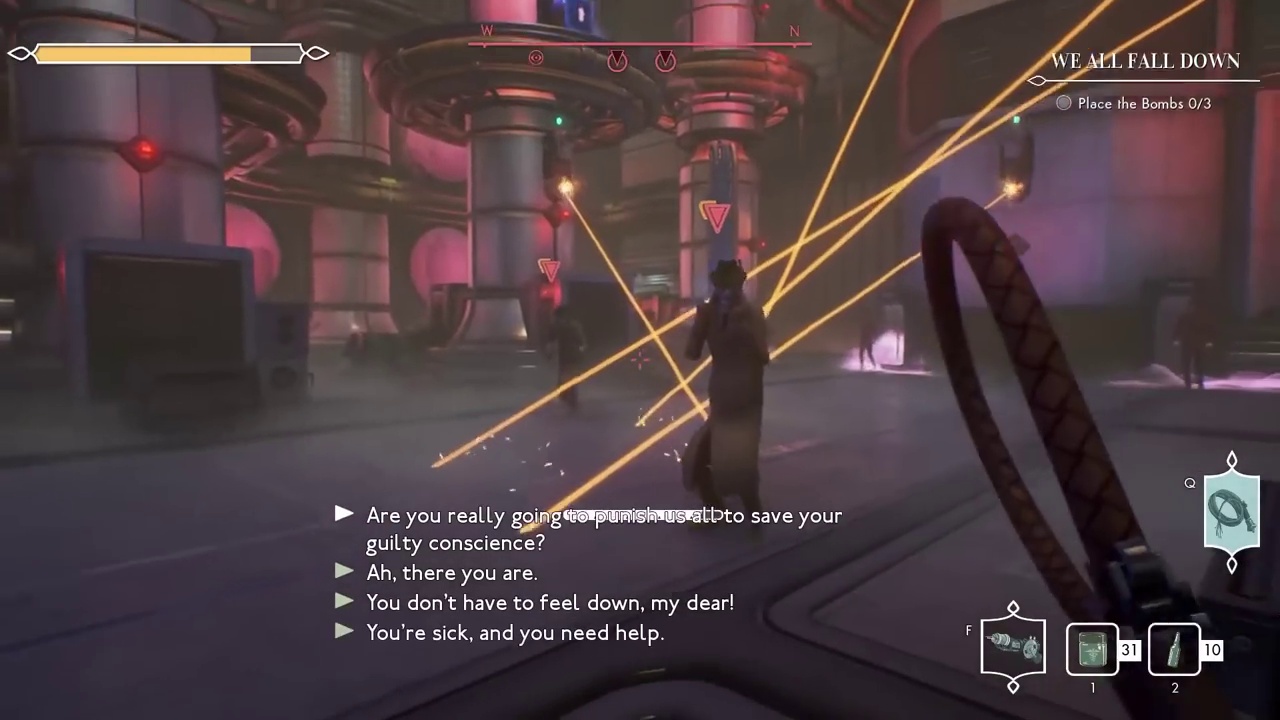 W N
WE ALL FALL DOWN
Place the Bombs 0/3
Are you really going to punish us all to save your
guilty conscience?
Ah, there you are.
You don't have to feel down, my dear!
You're sick, and you need help.
Q
F
31
10
1
2